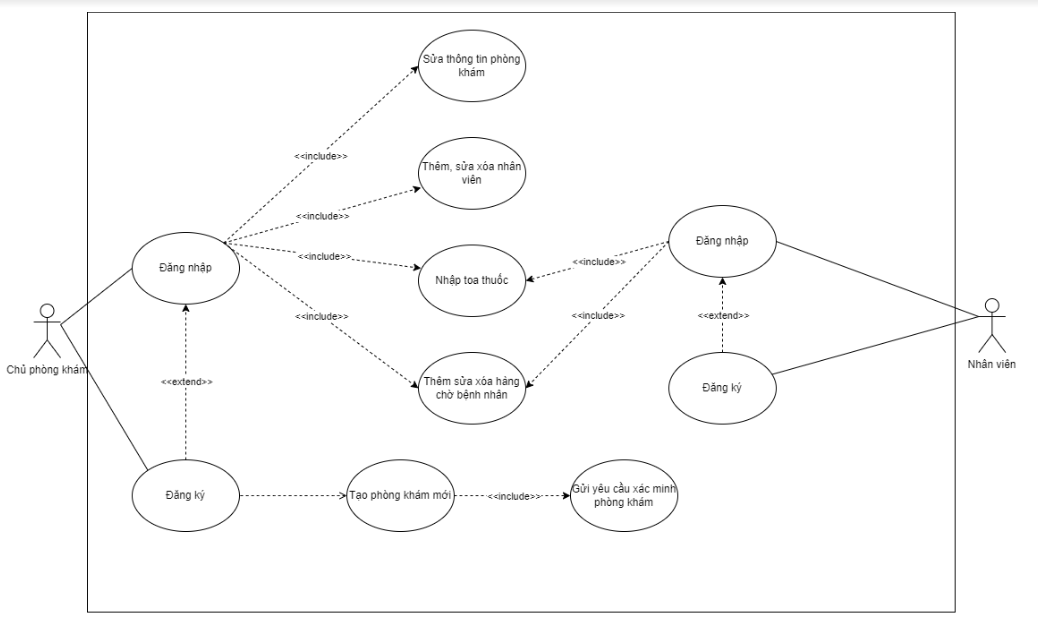 Sửa thông tin phòng
khám
<<include>>
Thêm, sửa xóa nhân
viên
<<include>>
Đăng nhập
Đăng nhập
<<include>>
<<include>>
Nhập toa thuốc
<<include>>
<<include>>
<<extend>>
Chủ phòng khám
Nhân viên
<<extend>>
Thêm sửa xóa hàng
chờ bệnh nhân
Đăng ký
Đăng ký
Tạo phòng khám mới
<<include>>
Gửi yêu cầu xác minh
phòng khám